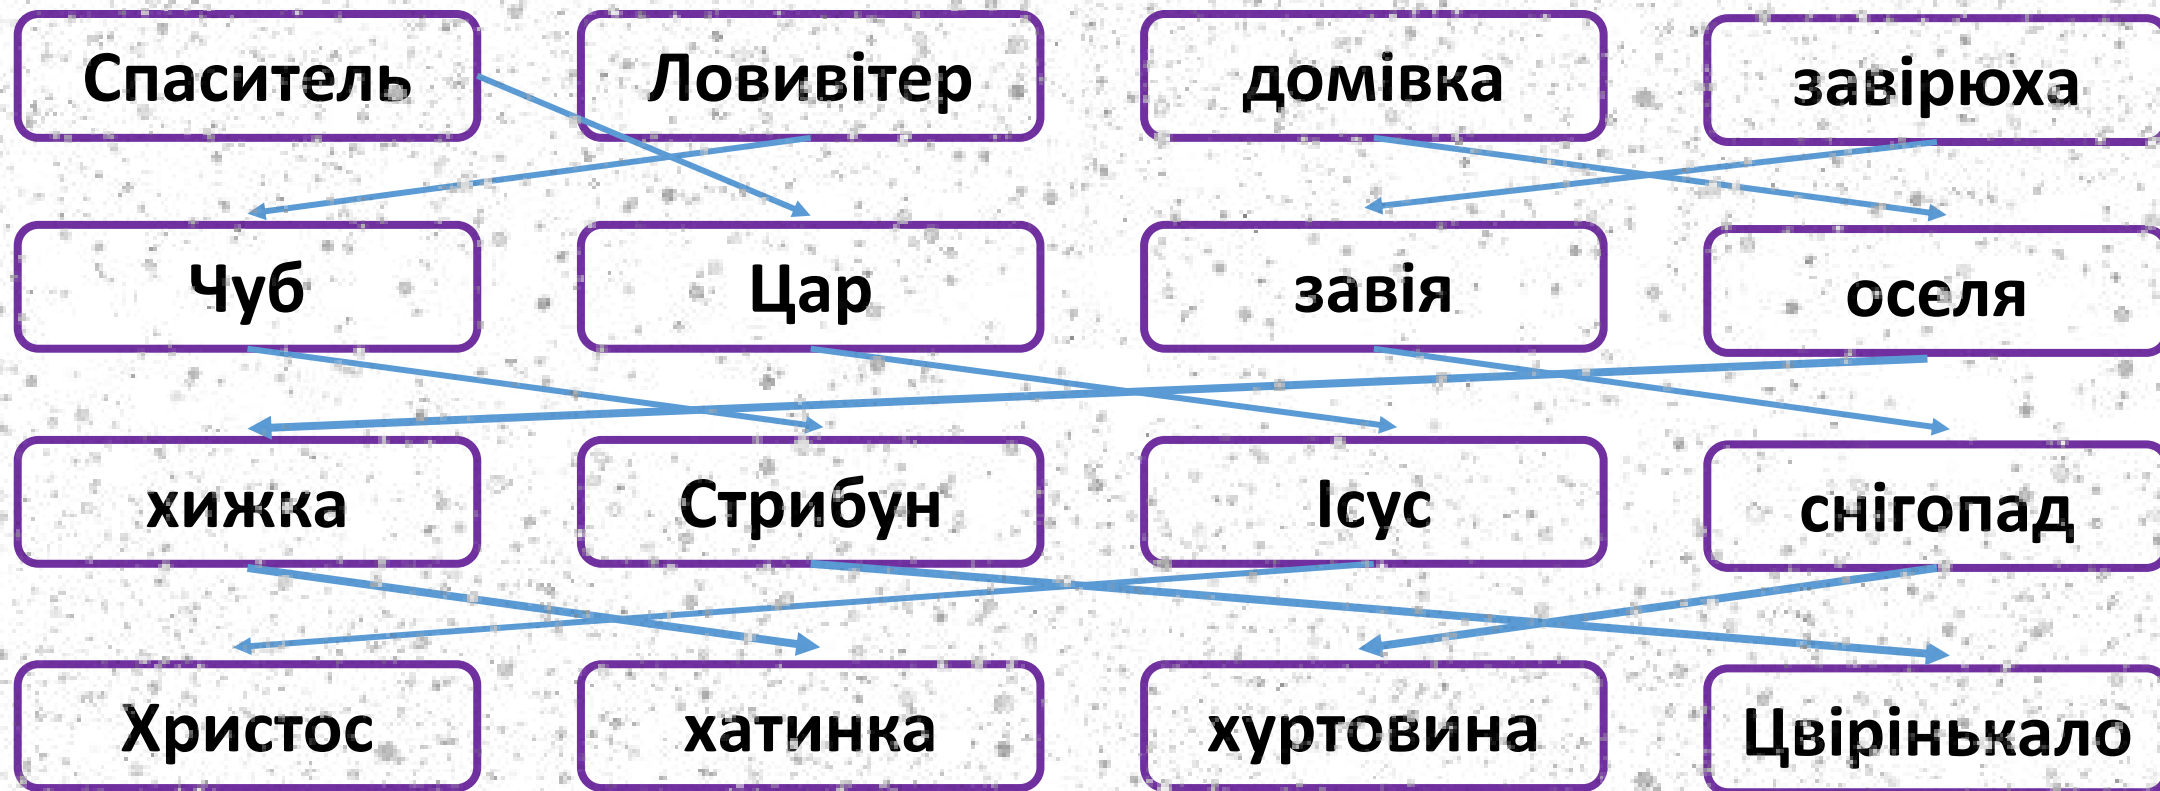 Спаситель
Ловивітер
домівка
завірюха
Чуб
Цар
завія
оселя
хижка
Стрибун
Ісус
снігопад
Христос
хатинка
хуртовина
Цвірінькало